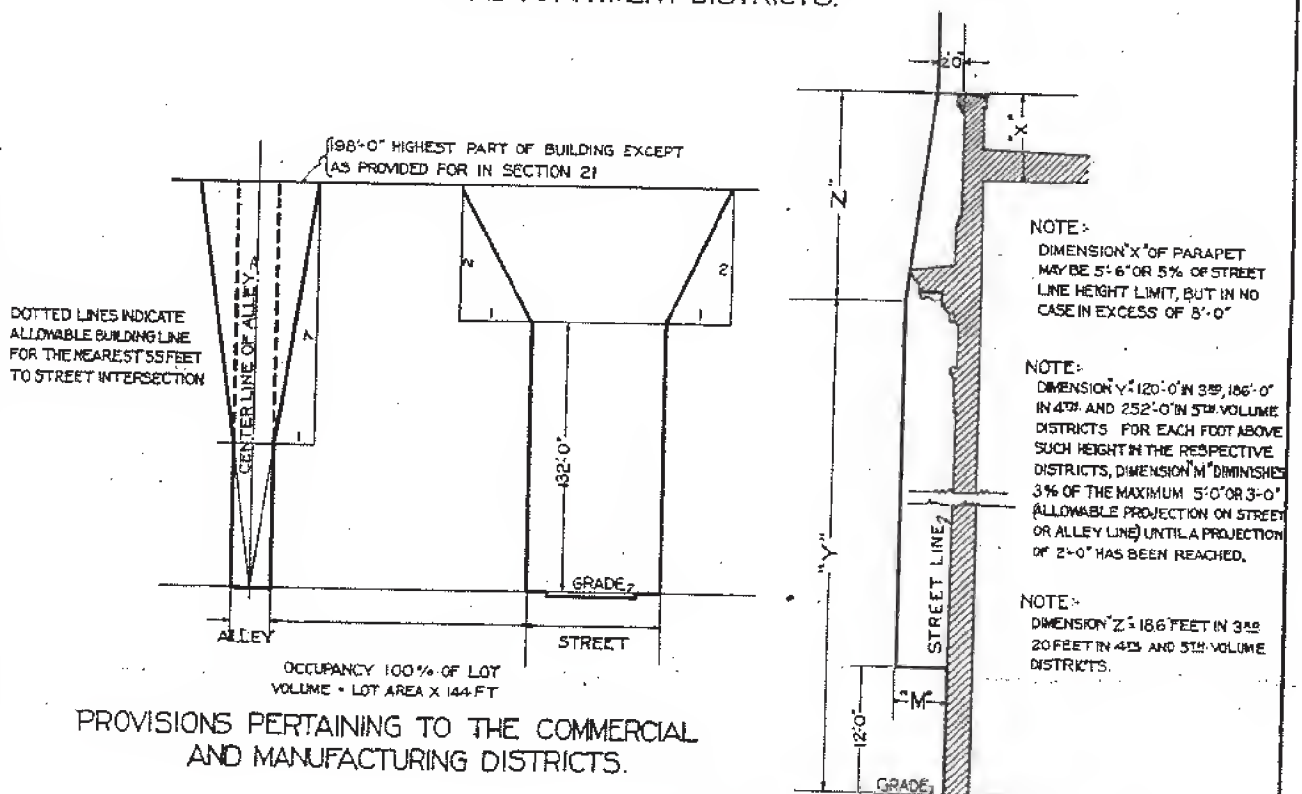 198'-0" HIGHEST PART OF BUILDING EXCEPT
AS PROVIDED FOR IN SECTION 21
DOTTED LINES INDICATE
ALLOWABLE BUILDING LINE
FOR THE NEAREST 55 FEET
TO STREET INTERSECTION
CENTER LINE OF ALLEY
7
1
2
1
1
2
132'-0"
GRADE
ALLEY
STREET
OCCUPANCY 100% OF LOT
VOLUME = LOT AREA X 144 FT
PROVISIONS PERTAINING TO THE COMMERCIAL
AND MANUFACTURING DISTRICTS.
2'0"
"X"
"Z"
"Y"
STREET LINE
"M"
12'-0"
GRADE
NOTE:-
DIMENSION "X" OF PARAPET
MAY BE 5'-6" OR 5% OF STREET
LINE HEIGHT LIMIT, BUT IN NO
CASE IN EXCESS OF 8'-0"
NOTE:-
DIMENSION "Y"= 120'-0" IN 3RD, 186'-0"
IN 4TH AND 252'-0" IN 5TH VOLUME
DISTRICTS FOR EACH FOOT ABOVE
SUCH HEIGHT IN THE RESPECTIVE
DISTRICTS, DIMENSION "M" DIMINISHES
3% OF THE MAXIMUM 5'-0" OR 3'-0"
(ALLOWABLE PROJECTION ON STREET
OR ALLEY LINE) UNTIL A PROJECTION
OF 2'-0" HAS BEEN REACHED.
NOTE:-
DIMENSION "Z"= 18.6 FEET IN 3RD
20 FEET IN 4TH AND 5TH VOLUME
DISTRICTS.